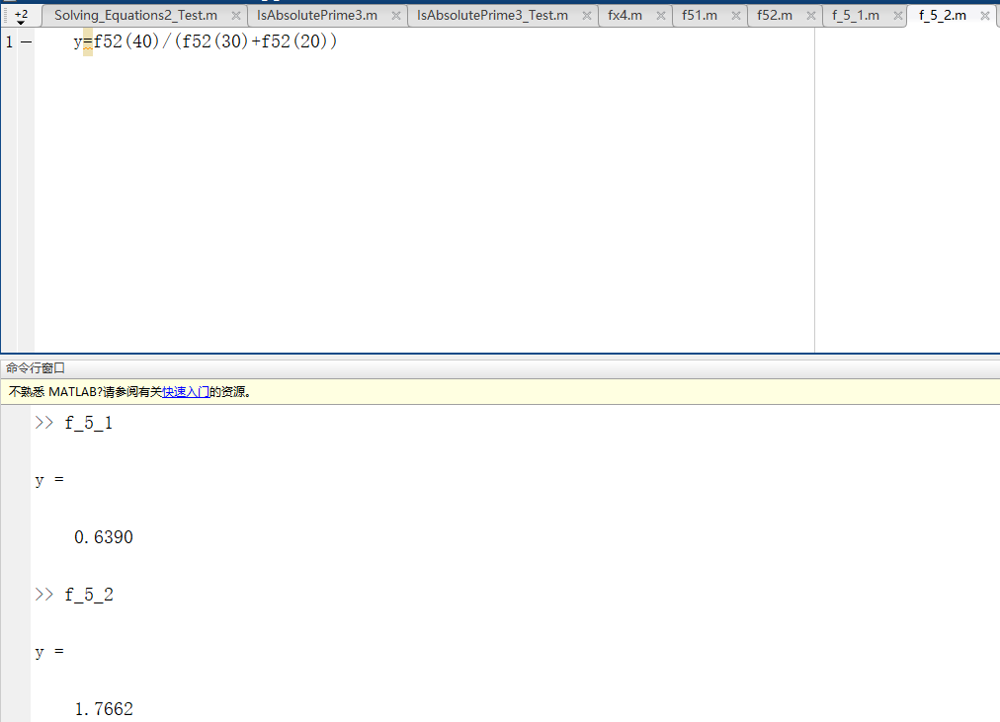 +2 Solving_Equations2_Test.m IsAbsolutePrime3.m IsAbsolutePrime3_Test.m fx4.m f51.m f52.m f_5_1.m f_5_2.m
1 y=f52(40)/(f52(30)+f52(20))
命令行窗口
不熟悉 MATLAB?请参阅有关快速入门的资源。
>> f_5_1
y =
0.6390
>> f_5_2
y =
1.7662